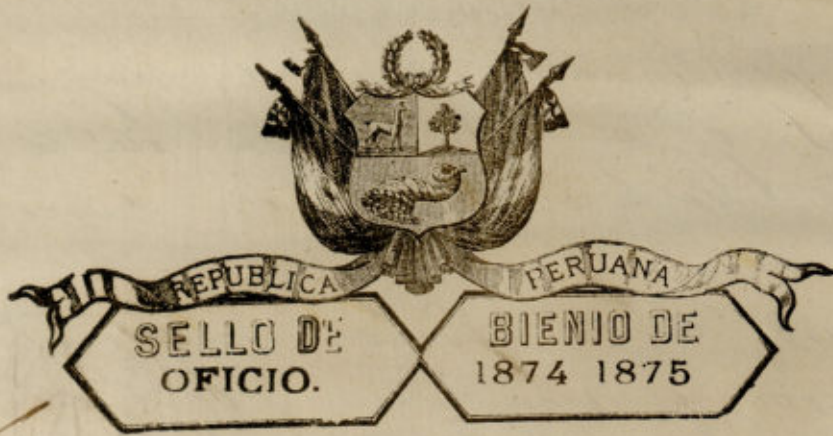 REPUBLICA PERUANA
SELLO DE
OFICIO.
BIENIO DE
1874 1875